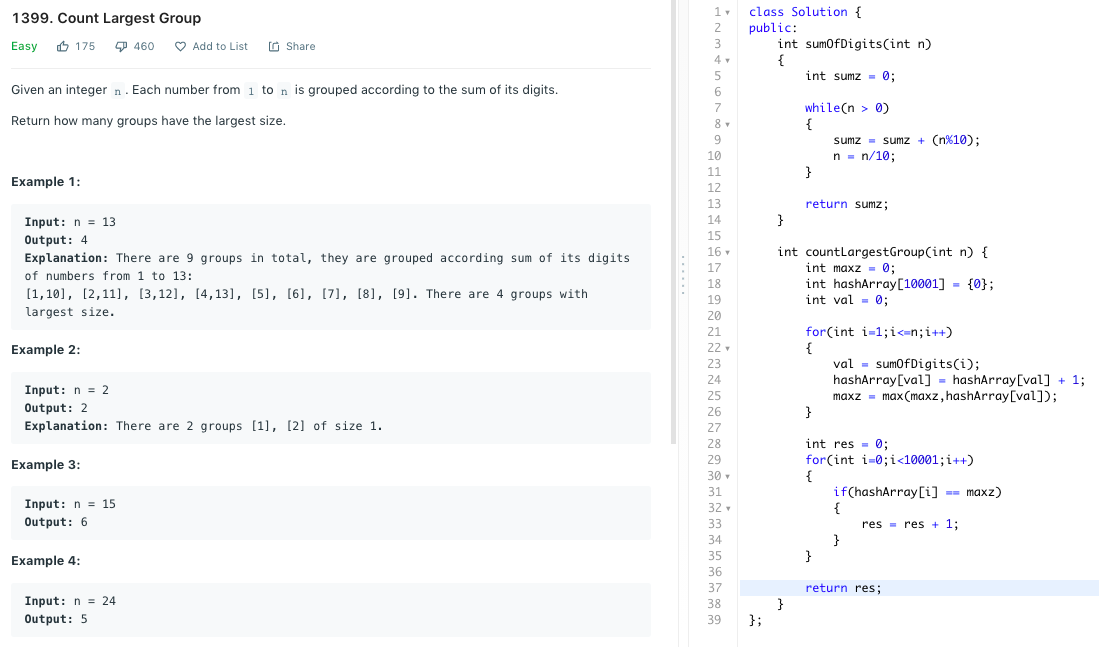 1399. Count Largest Group
Easy 175 460 Add to List Share
Given an integer n . Each number from 1 to n is grouped according to the sum of its digits.
Return how many groups have the largest size.
Example 1:
Input: n = 13
Output: 4
Explanation: There are 9 groups in total, they are grouped according sum of its digits
of numbers from 1 to 13:
[1,10], [2,11], [3,12], [4,13], [5], [6], [7], [8], [9]. There are 4 groups with
largest size.
Example 2:
Input: n = 2
Output: 2
Explanation: There are 2 groups [1], [2] of size 1.
Example 3:
Input: n = 15
Output: 6
Example 4:
Input: n = 24
Output: 5
1 class Solution {
2 public:
3 int sumOfDigits(int n)
4 {
5 int sumz = 0;
6
7 while(n > 0)
8 {
9 sumz = sumz + (n%10);
10 n = n/10;
11 }
12
13 return sumz;
14 }
15
16 int countLargestGroup(int n) {
17 int maxz = 0;
18 int hashArray[10001] = {0};
19 int val = 0;
20
21 for(int i=1;i<=n;i++)
22 {
23 val = sumOfDigits(i);
24 hashArray[val] = hashArray[val] + 1;
25 maxz = max(maxz,hashArray[val]);
26 }
27
28 int res = 0;
29 for(int i=0;i<10001;i++)
30 {
31 if(hashArray[i] == maxz)
32 {
33 res = res + 1;
34 }
35 }
36
37 return res;
38 }
39 };